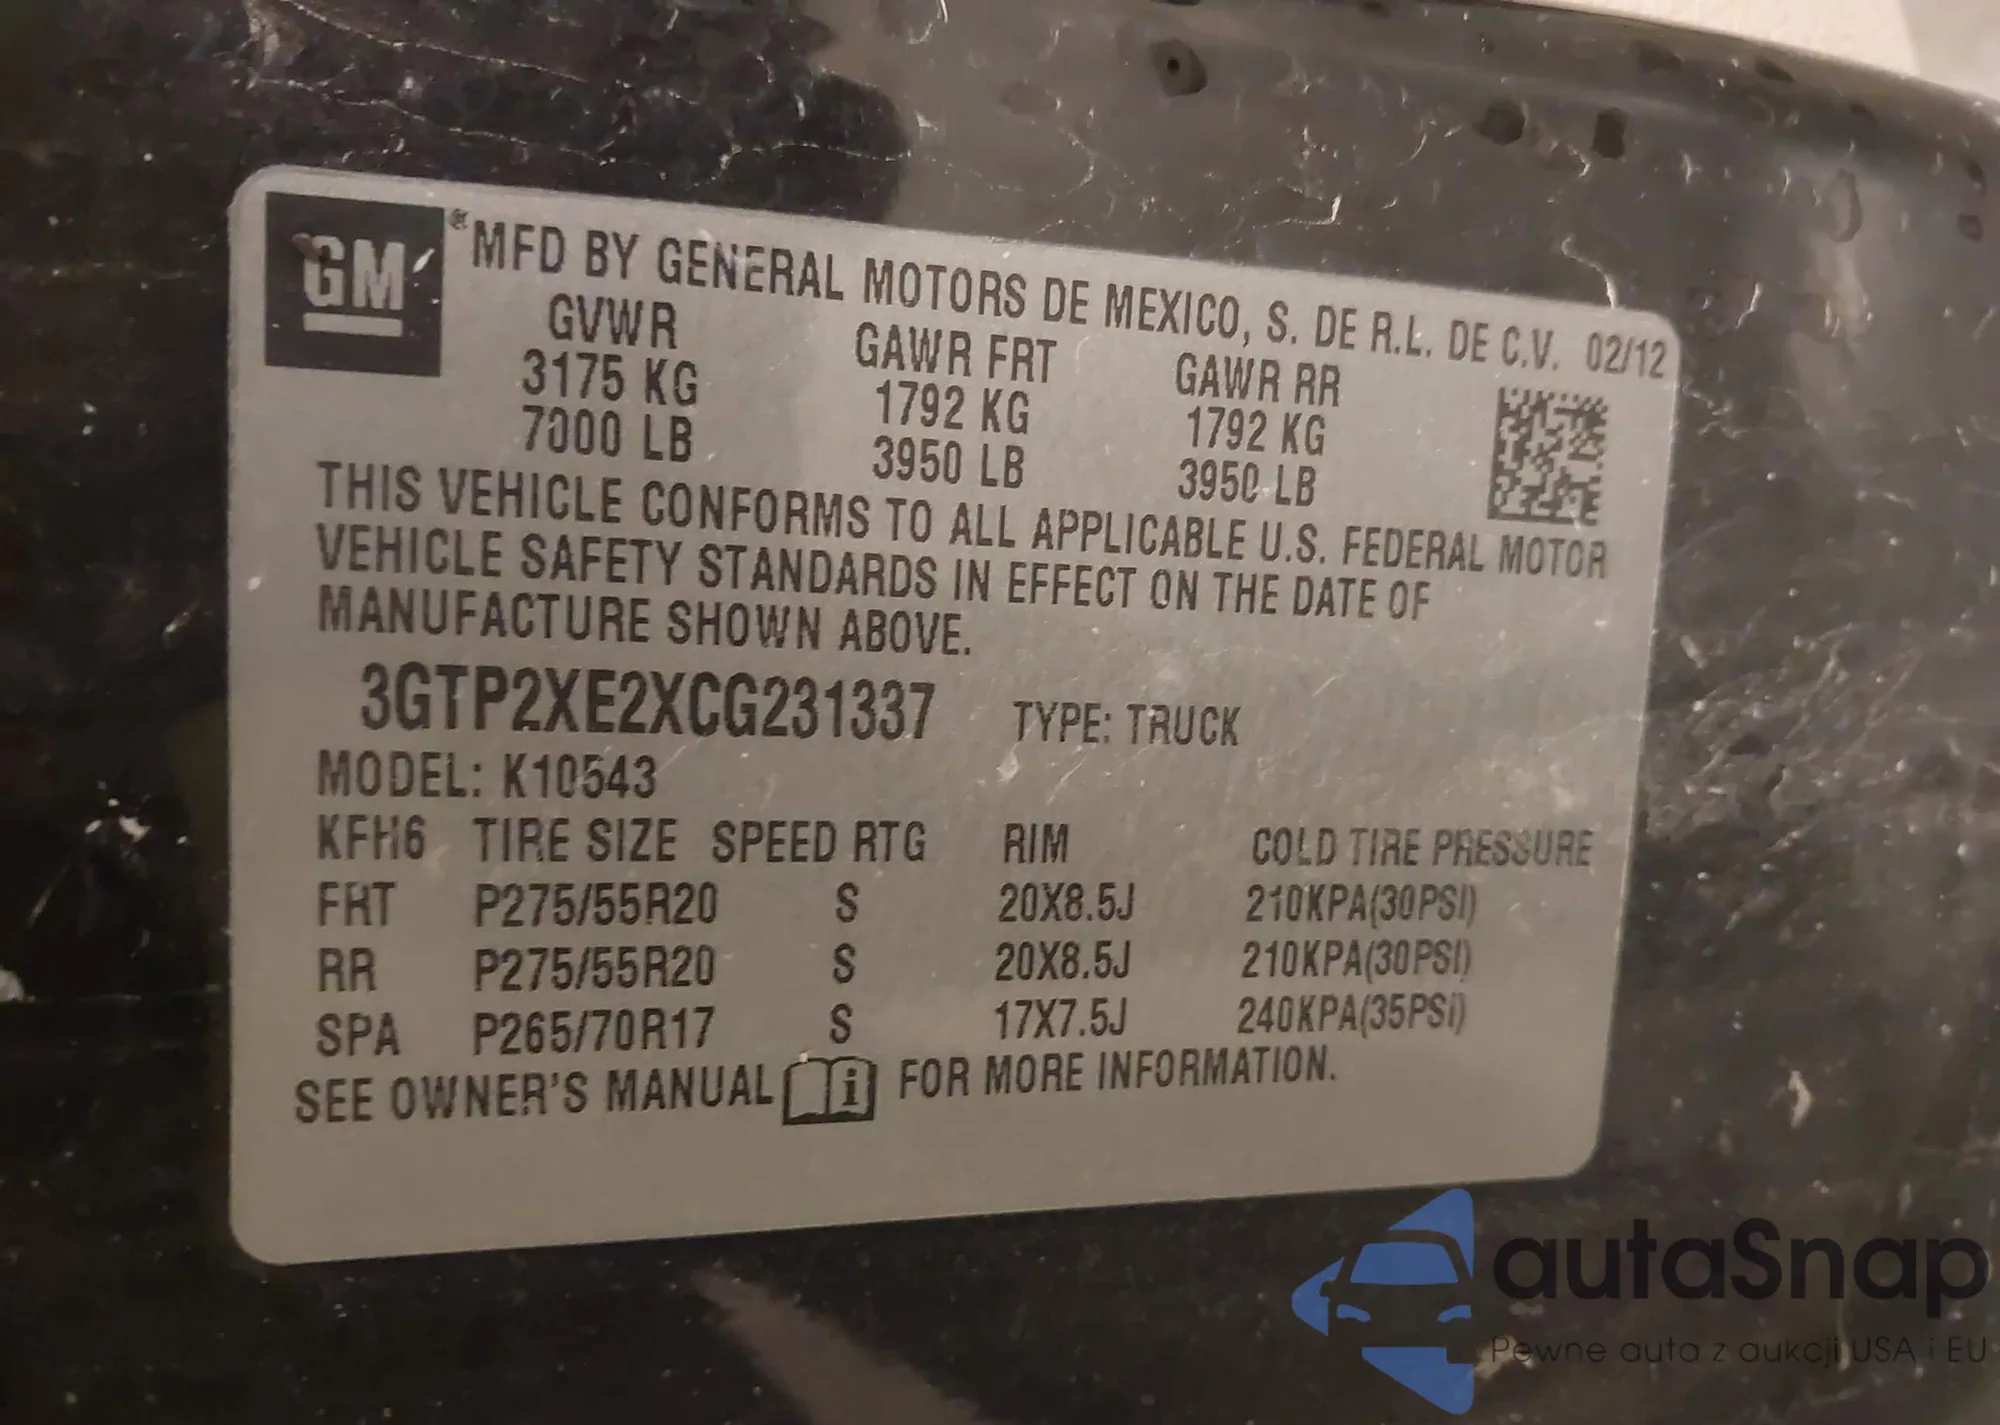 GM
® MFD BY GENERAL MOTORS DE MEXICO, S. DE R.L. DE C.V. 02/12
GVWR GAWR FRT GAWR RR
3175 KG 1792 KG 1792 KG
7000 LB 3950 LB 3950 LB
THIS VEHICLE CONFORMS TO ALL APPLICABLE U.S. FEDERAL MOTOR
VEHICLE SAFETY STANDARDS IN EFFECT ON THE DATE OF
MANUFACTURE SHOWN ABOVE.
3GTP2XE2XCG231337 TYPE: TRUCK
MODEL: K10543
KFH6 TIRE SIZE SPEED RTG RIM COLD TIRE PRESSURE
FRT P275/55R20 S 20X8.5J 210KPA(30PSI)
RR P275/55R20 S 20X8.5J 210KPA(30PSI)
SPA P265/70R17 S 17X7.5J 240KPA(35PSI)
SEE OWNER'S MANUAL i FOR MORE INFORMATION.
autaSnap
Pewne auta z aukcji USA i EU